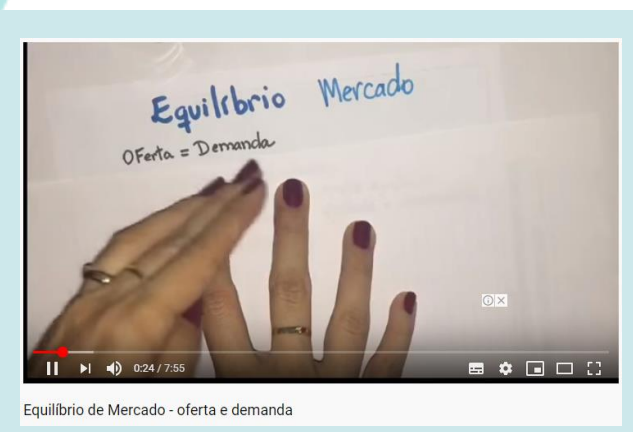 Equilíbrio Mercado
OFerta = Demanda
0:24 / 7:55
Equilíbrio de Mercado - oferta e demanda